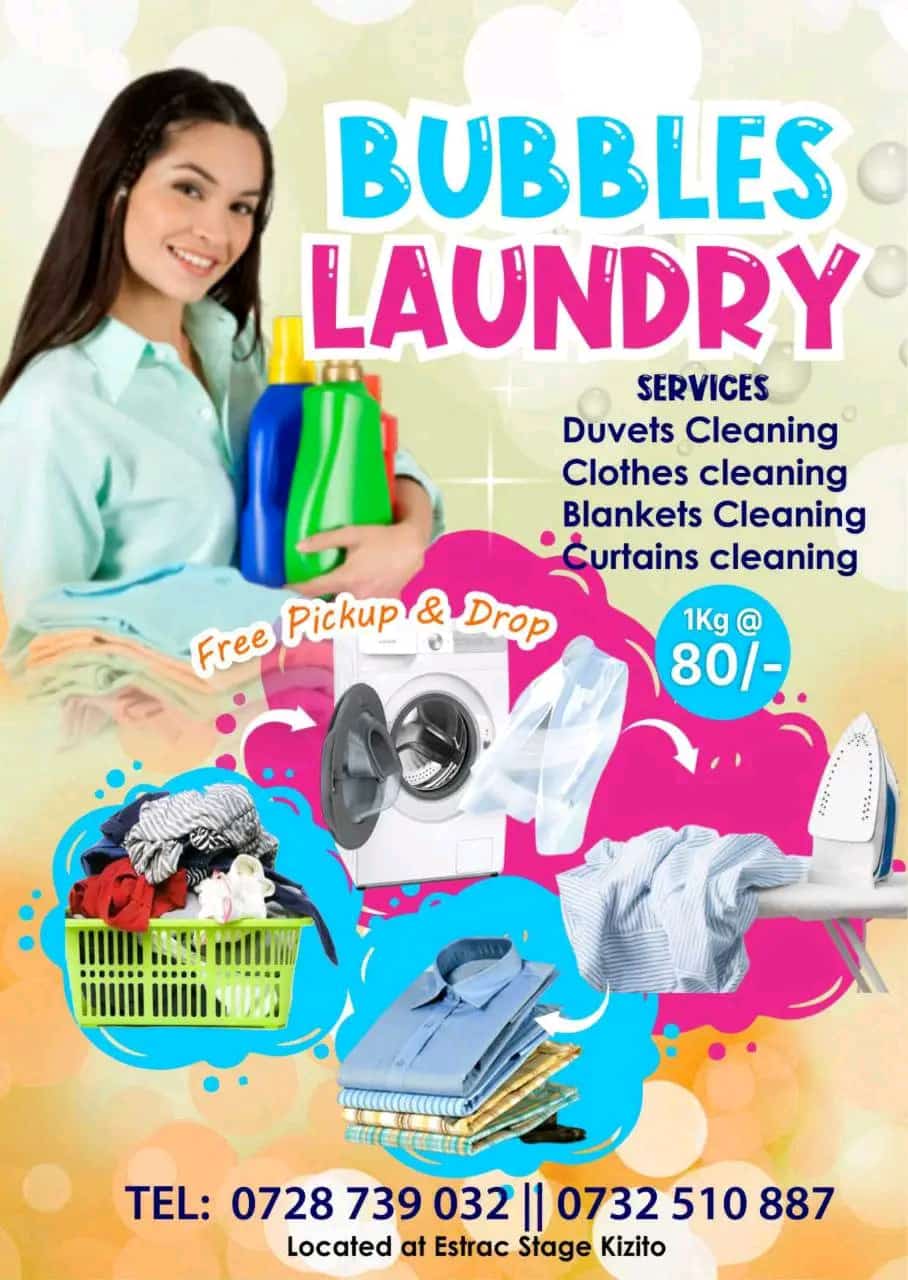 BUBBLES
LAUNDRY
SERVICES
Duvets Cleaning
Clothes cleaning
Blankets Cleaning
Curtains cleaning
Free Pickup & Drop
1Kg @
80/-
TEL: 0728 739 032 || 0732 510 887
Located at Estrac Stage Kizito